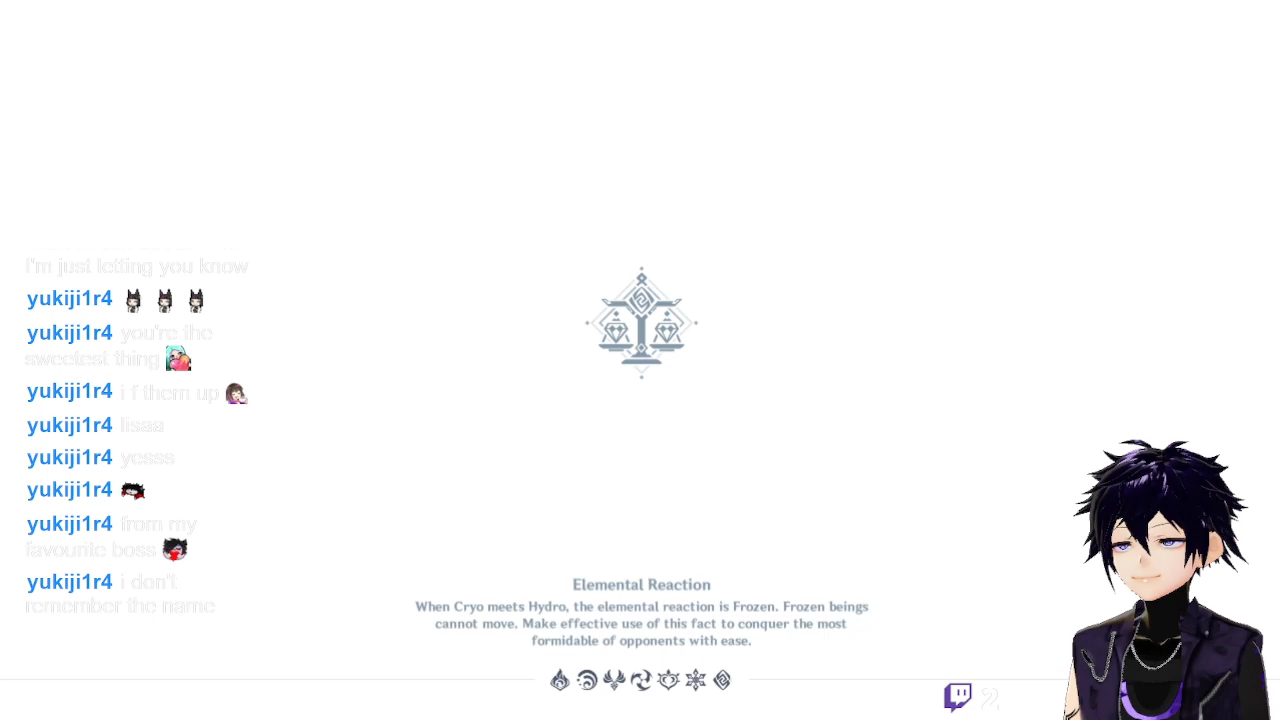 I'm just letting you know
yukiji1r4
yukiji1r4 you're the
sweetest thing
yukiji1r4 i f them up
yukiji1r4 lisaa
yukiji1r4 yesss
yukiji1r4
yukiji1r4 from my
favourite boss
yukiji1r4 i don't
remember the name
Elemental Reaction
When Cryo meets Hydro, the elemental reaction is Frozen. Frozen beings
cannot move. Make effective use of this fact to conquer the most
formidable of opponents with ease.
2